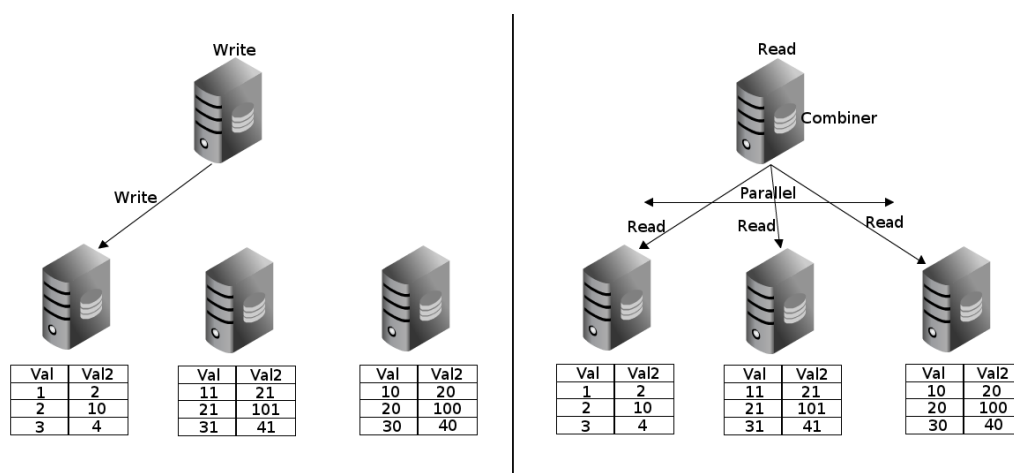 Write
Write
Val Val2
1 2
2 10
3 4
Val Val2
11 21
21 101
31 41
Val Val2
10 20
20 100
30 40
Read
Combiner
Parallel
Read
Read
Read
Val Val2
1 2
2 10
3 4
Val Val2
11 21
21 101
31 41
Val Val2
10 20
20 100
30 40